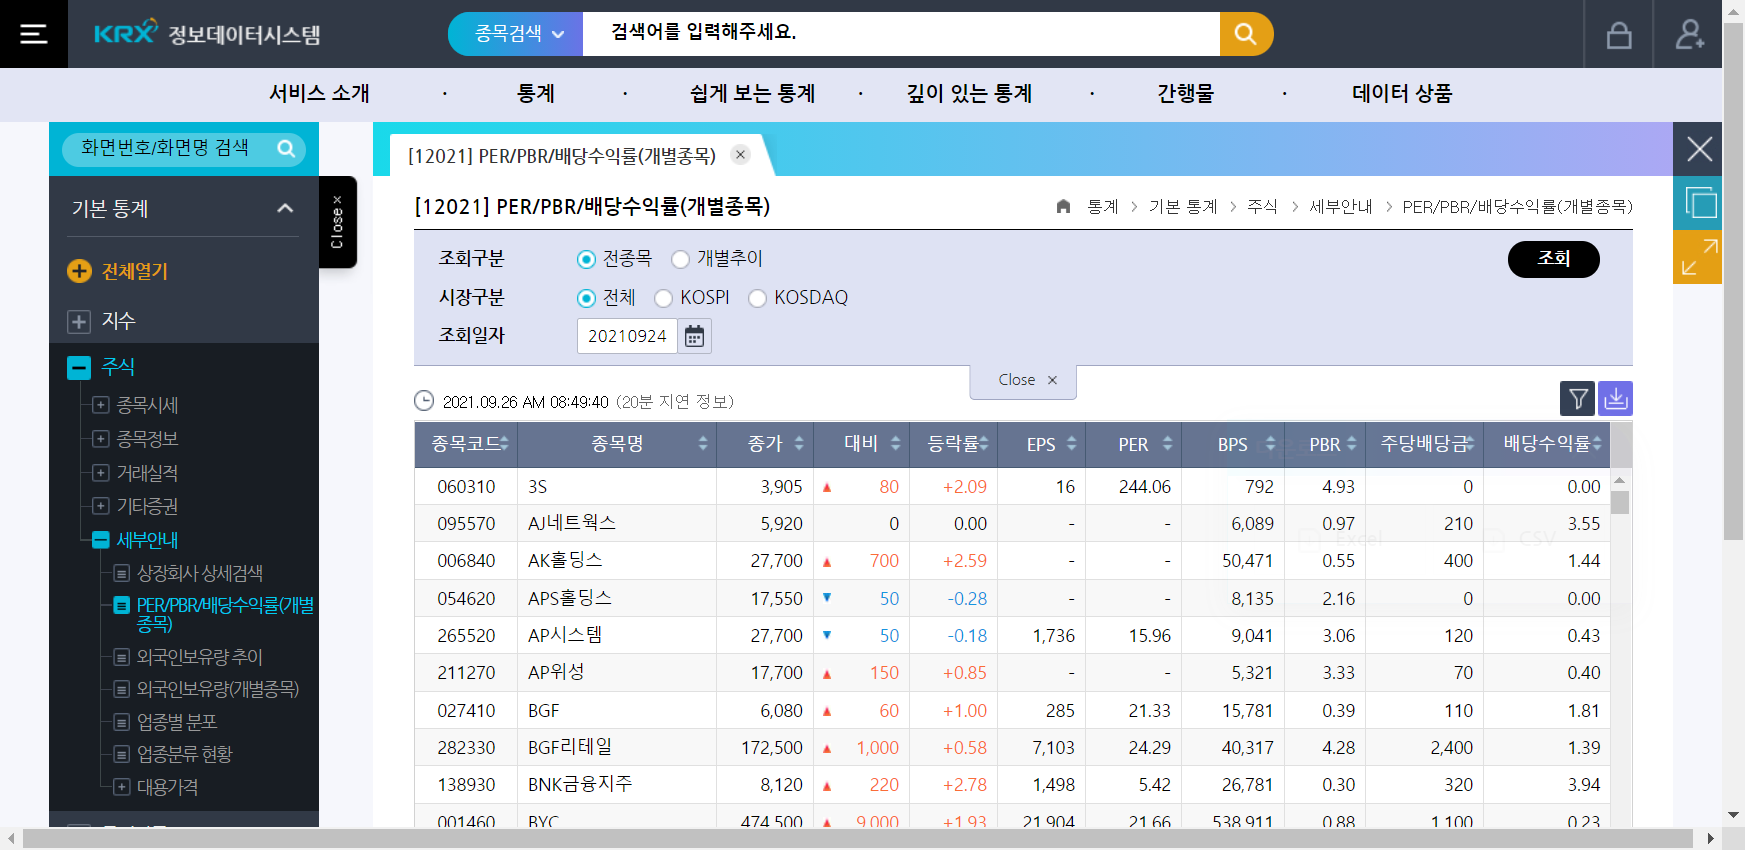 KRX 정보데이터시스템
종목검색
검색어를 입력해주세요.
서비스 소개 · 통계 · 쉽게 보는 통계 · 깊이 있는 통계 · 간행물 · 데이터 상품
화면번호/화면명 검색
기본 통계
전체열기
지수
주식
종목시세
종목정보
거래실적
기타증권
세부안내
상장회사 상세검색
PER/PBR/배당수익률(개별
종목)
외국인보유량 추이
외국인보유량(개별종목)
업종별 분포
업종분류 현황
대용가격
Close ×
[12021] PER/PBR/배당수익률(개별종목) ×
[12021] PER/PBR/배당수익률(개별종목)
통계 > 기본 통계 > 주식 > 세부안내 > PER/PBR/배당수익률(개별종목)
조회구분 전종목 개별추이
조회
시장구분 전체 KOSPI KOSDAQ
조회일자 20210924
Close ×
2021.09.26 AM 08:49:40 (20분 지연 정보)
종목코드 종목명 종가 대비 등락률 EPS PER BPS PBR 주당배당금 배당수익률
060310 3S 3,905 ▲ 80 +2.09 16 244.06 792 4.93 0 0.00
095570 AJ네트웍스 5,920 0 0.00 - - 6,089 0.97 210 3.55
006840 AK홀딩스 27,700 ▲ 700 +2.59 - - 50,471 0.55 400 1.44
054620 APS홀딩스 17,550 ▼ 50 -0.28 - - 8,135 2.16 0 0.00
265520 AP시스템 27,700 ▼ 50 -0.18 1,736 15.96 9,041 3.06 120 0.43
211270 AP위성 17,700 ▲ 150 +0.85 - - 5,321 3.33 70 0.40
027410 BGF 6,080 ▲ 60 +1.00 285 21.33 15,781 0.39 110 1.81
282330 BGF리테일 172,500 ▲ 1,000 +0.58 7,103 24.29 40,317 4.28 2,400 1.39
138930 BNK금융지주 8,120 ▲ 220 +2.78 1,498 5.42 26,781 0.30 320 3.94
001460 BYC 474,500 ▲ 9,000 +1.93 21,904 21.66 538,911 0.88 1,100 0.23
Excel CSV